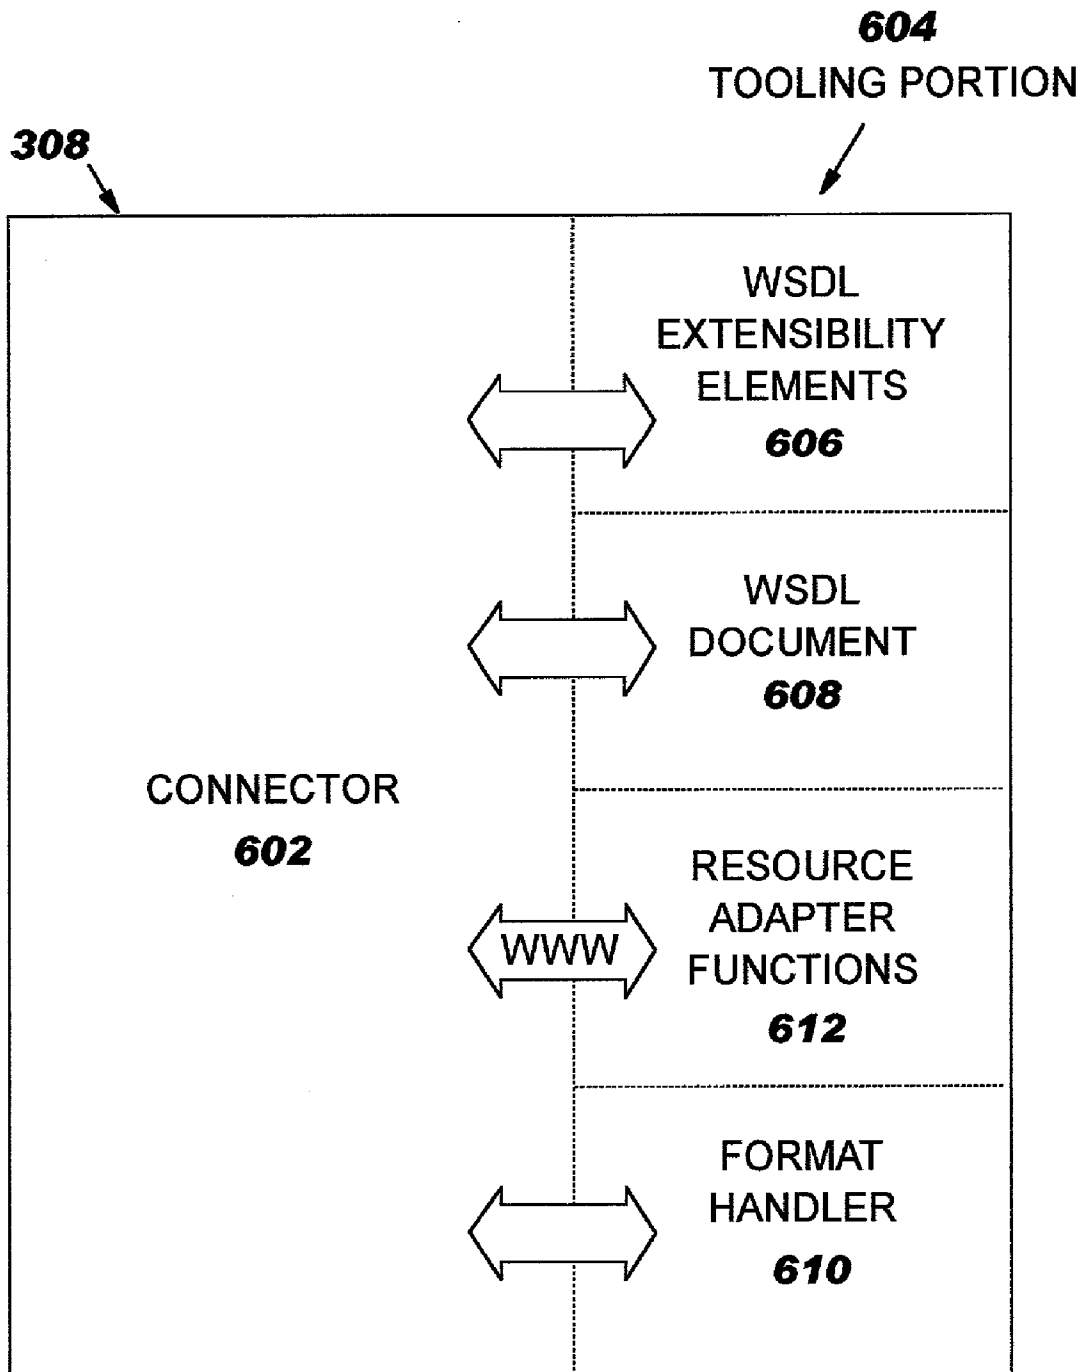 604
TOOLING PORTION
308
WSDL
EXTENSIBILITY
ELEMENTS
606
WSDL
DOCUMENT
608
CONNECTOR
602
RESOURCE
ADAPTER
FUNCTIONS
612
WWW
FORMAT
HANDLER
610